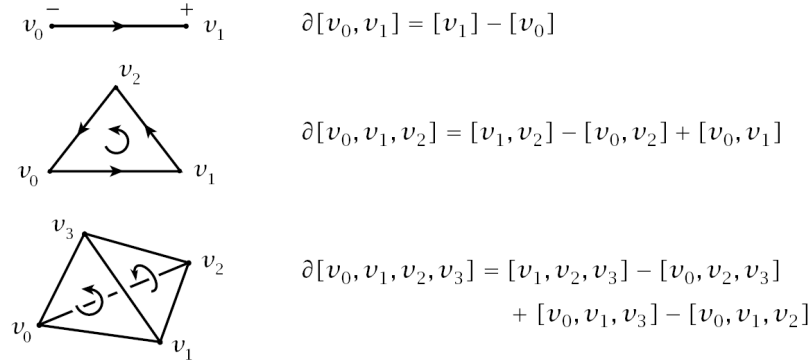 − +
v₀ v₁ ∂[v₀, v₁] = [v₁] − [v₀]
v₂
∂[v₀, v₁, v₂] = [v₁, v₂] − [v₀, v₂] + [v₀, v₁]
v₀ v₁
v₃
v₂ ∂[v₀, v₁, v₂, v₃] = [v₁, v₂, v₃] − [v₀, v₂, v₃]
+ [v₀, v₁, v₃] − [v₀, v₁, v₂]
v₀
v₁